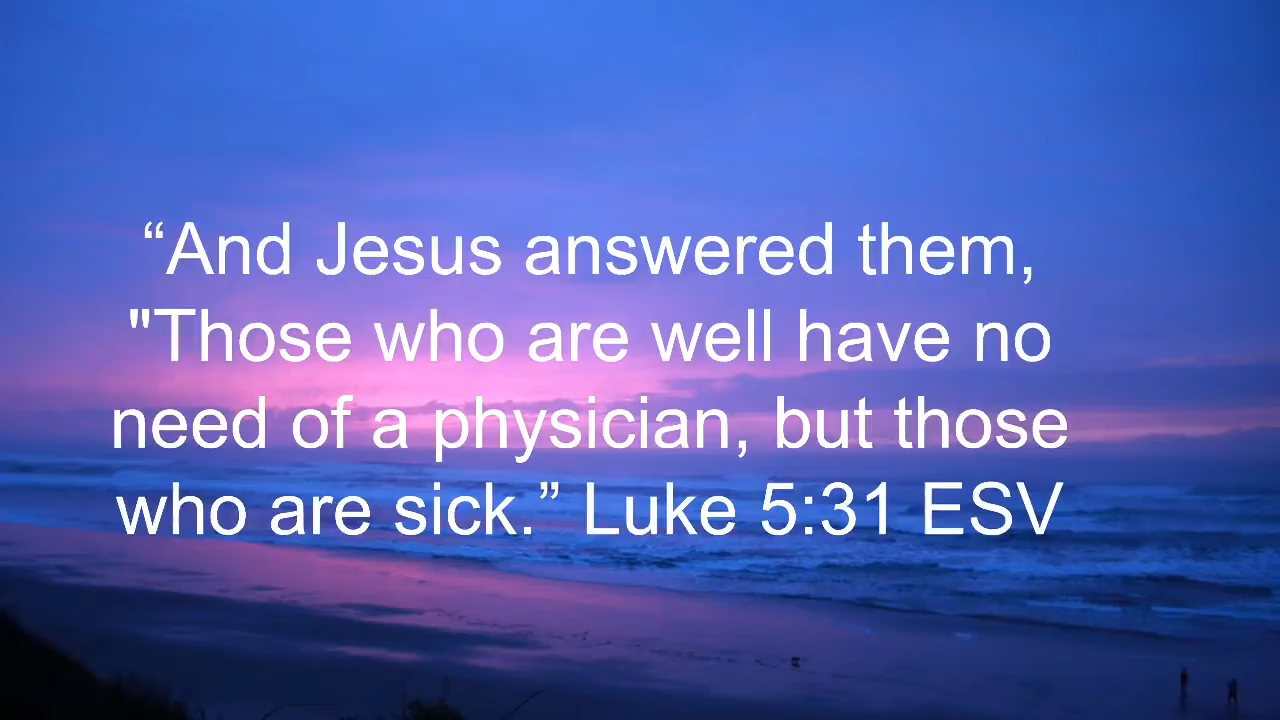 “And Jesus answered them,
"Those who are well have no
need of a physician, but those
who are sick.” Luke 5:31 ESV